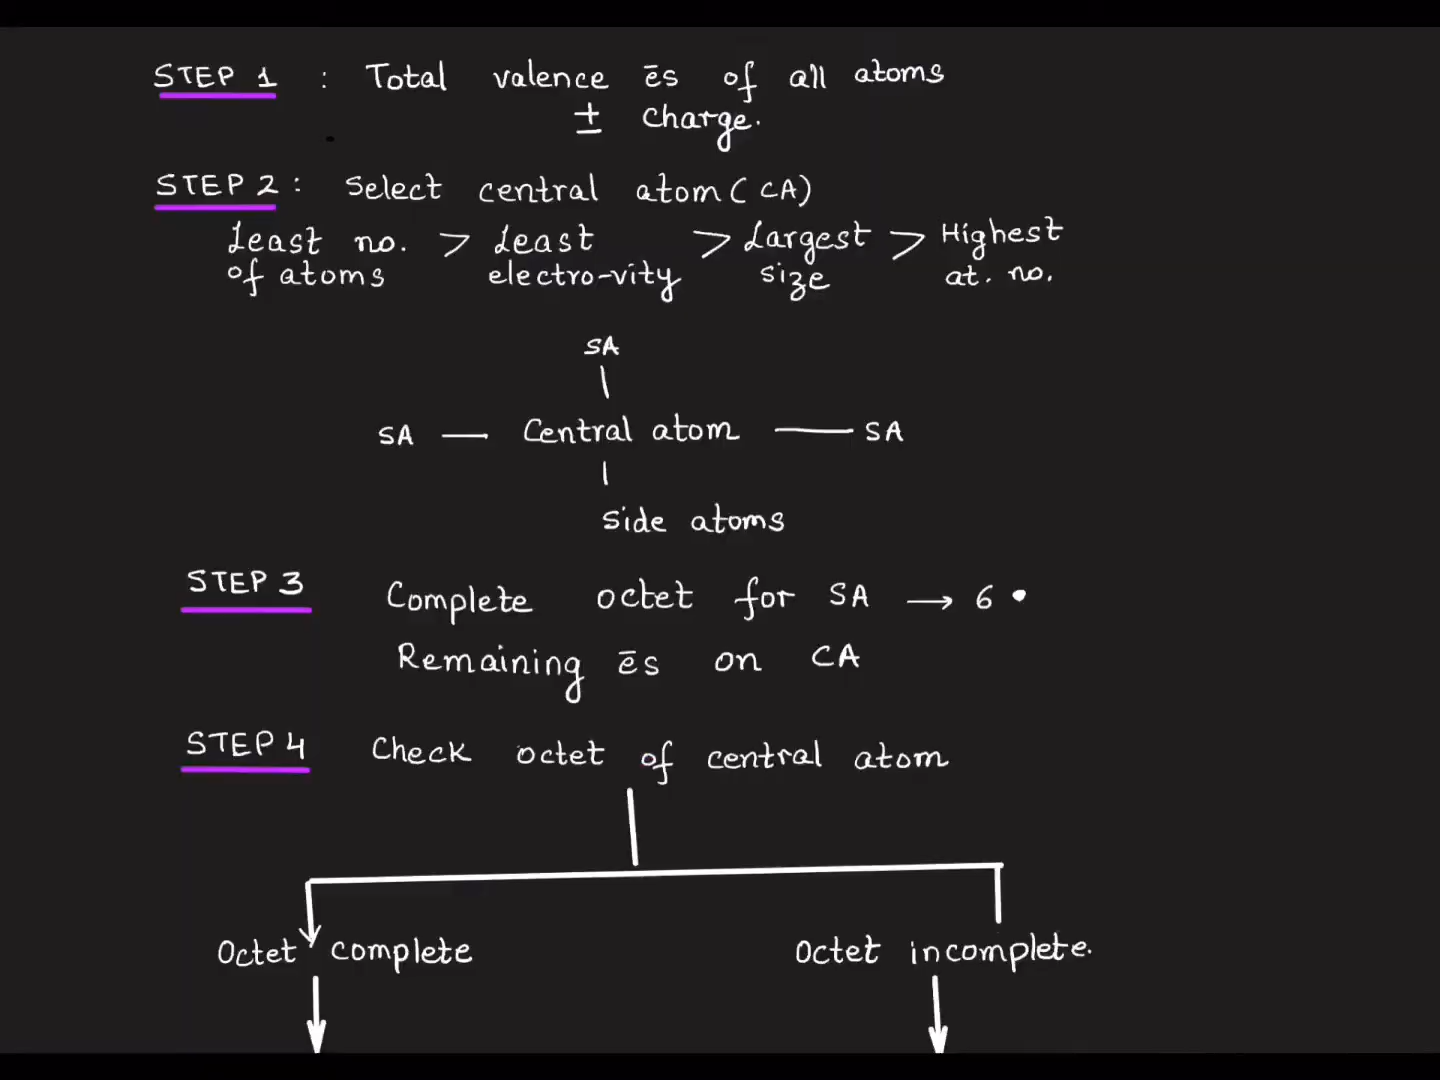 STEP 1 : Total valence ēs of all atoms
± charge.
STEP 2 : Select central atom (CA)
Least no. > Least > Largest > Highest
of atoms electro-vity size at. no.
SA
SA — Central atom — SA
Side atoms
STEP 3 Complete octet for SA → 6 •
Remaining ēs on CA
STEP 4 Check octet of central atom
Octet complete Octet incomplete.